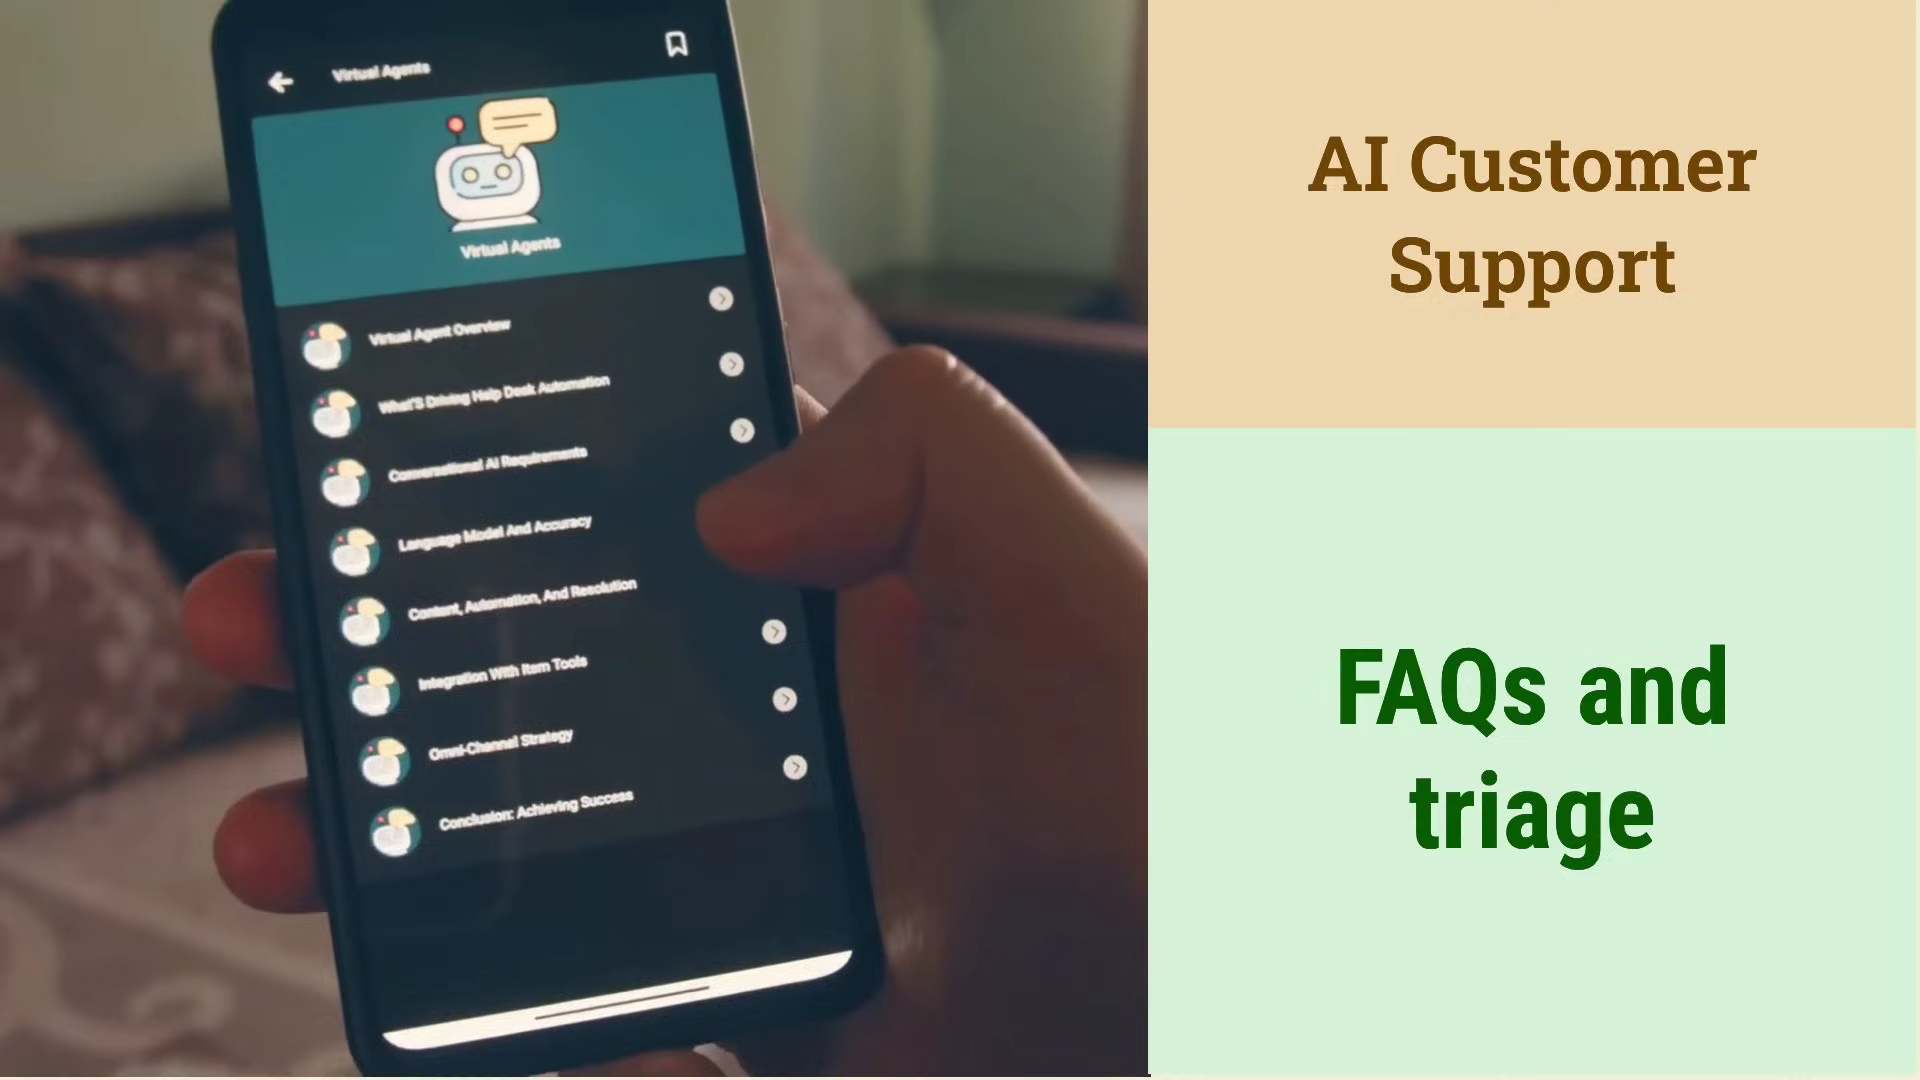 Virtual Agents
Virtual Agents
Virtual Agent Overview
What'S Driving Help Desk Automation
Conversational AI Requirements
Language Model And Accuracy
Content, Automation, And Resolution
Integration With Itsm Tools
Omni-Channel Strategy
Conclusion: Achieving Success
AI Customer
Support
FAQs and
triage